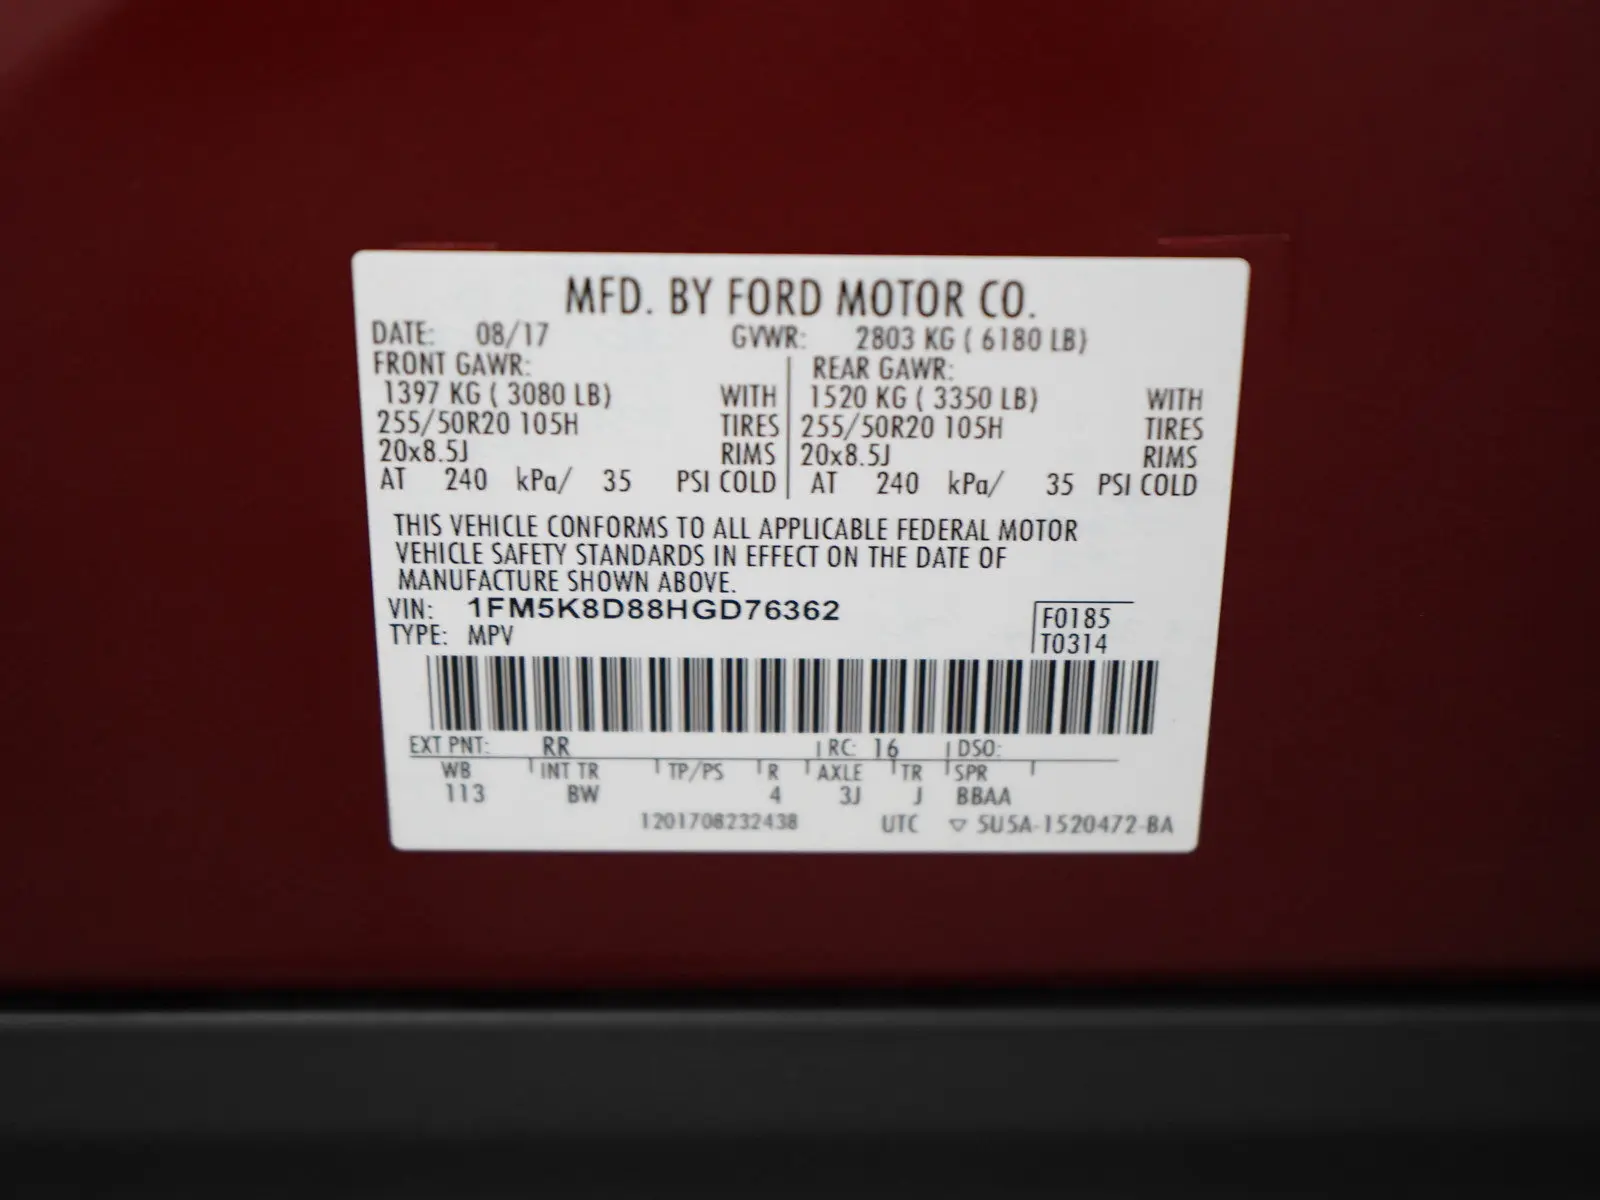 MFD. BY FORD MOTOR CO.
DATE: 08/17 GVWR: 2803 KG ( 6180 LB)
FRONT GAWR: REAR GAWR:
1397 KG ( 3080 LB) WITH 1520 KG ( 3350 LB) WITH
255/50R20 105H TIRES 255/50R20 105H TIRES
20x8.5J RIMS 20x8.5J RIMS
AT 240 kPa/ 35 PSI COLD AT 240 kPa/ 35 PSI COLD
THIS VEHICLE CONFORMS TO ALL APPLICABLE FEDERAL MOTOR
VEHICLE SAFETY STANDARDS IN EFFECT ON THE DATE OF
MANUFACTURE SHOWN ABOVE.
VIN: 1FM5K8D88HGD76362 F0185
TYPE: MPV T0314
EXT PNT: RR RC: 16 DSO:
WB INT TR TP/PS R AXLE TR SPR
113 BW 4 3J J BBAA
1201708232438 UTC ▽ 5U5A-1520472-BA